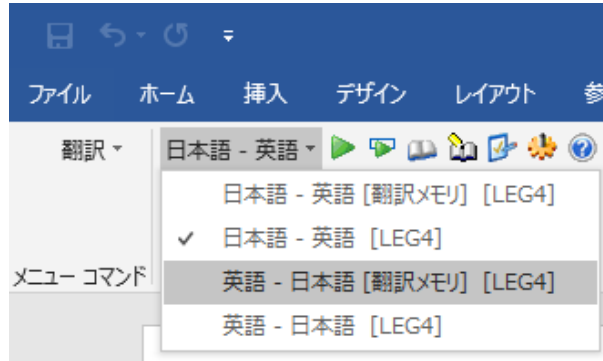 ファイル ホーム 挿入 デザイン レイアウト 参
翻訳 日本語 - 英語
日本語 - 英語 [翻訳メモリ] [LEG4]
日本語 - 英語 [LEG4]
英語 - 日本語 [翻訳メモリ] [LEG4]
メニュー コマンド
英語 - 日本語 [LEG4]